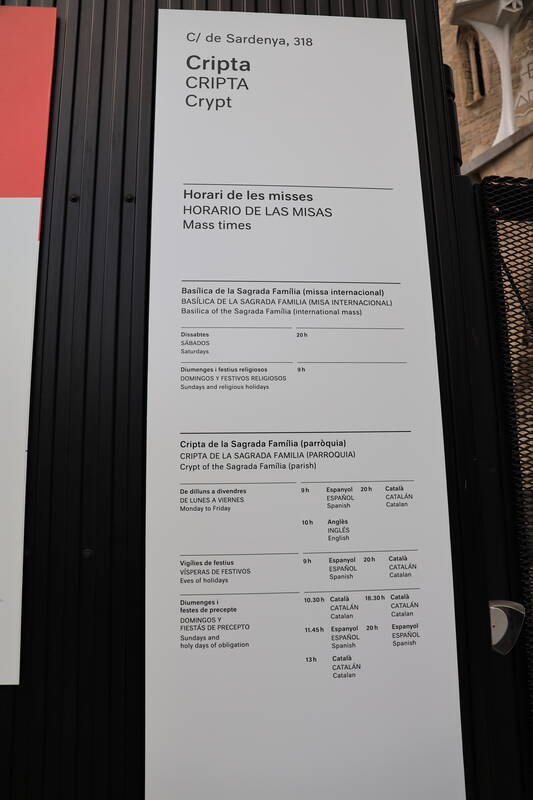 C/ de Sardenya, 318
Cripta
CRIPTA
Crypt
Horari de les misses
HORARIO DE LAS MISAS
Mass times
Basílica de la Sagrada Família (missa internacional)
BASÍLICA DE LA SAGRADA FAMILIA (MISA INTERNACIONAL)
Basilica of the Sagrada Família (international mass)
Dissabtes 20 h
SÁBADOS
Saturdays
Diumenges i festius religiosos 9 h
DOMINGOS Y FESTIVOS RELIGIOSOS
Sundays and religious holidays
Cripta de la Sagrada Família (parròquia)
CRIPTA DE LA SAGRADA FAMILIA (PARROQUIA)
Crypt of the Sagrada Família (parish)
De dilluns a divendres 9 h Espanyol 20 h Català
DE LUNES A VIERNES ESPAÑOL CATALÁN
Monday to Friday Spanish Catalan
10 h Anglès
INGLÉS
English
Vigílies de festius 9 h Espanyol 20 h Català
VÍSPERAS DE FESTIVOS ESPAÑOL CATALÁN
Eves of holidays Spanish Catalan
Diumenges i 10.30 h Català 18.30 h Català
festes de precepte CATALÁN CATALÁN
DOMINGOS Y Catalan Catalan
FIESTAS DE PRECEPTO 11.45 h Espanyol 20 h Espanyol
Sundays and ESPAÑOL ESPAÑOL
holy days of obligation Spanish Spanish
13 h Català
CATALÁN
Catalan